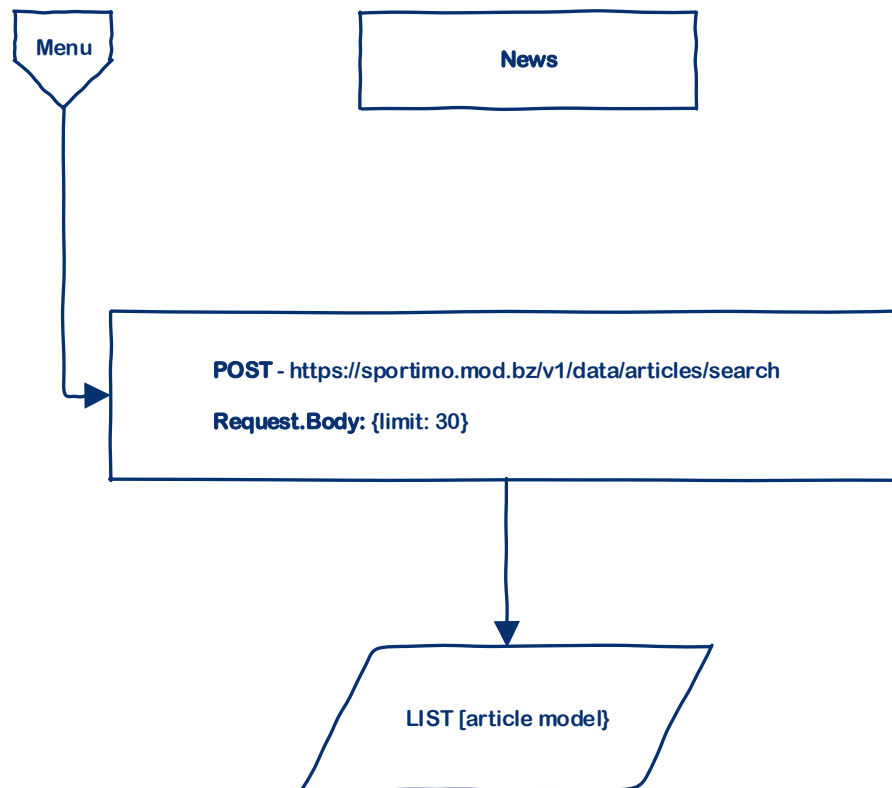 Menu
News
POST - https://sportimo.mod.bz/v1/data/articles/search
Request.Body: {limit: 30}
LIST [article model}